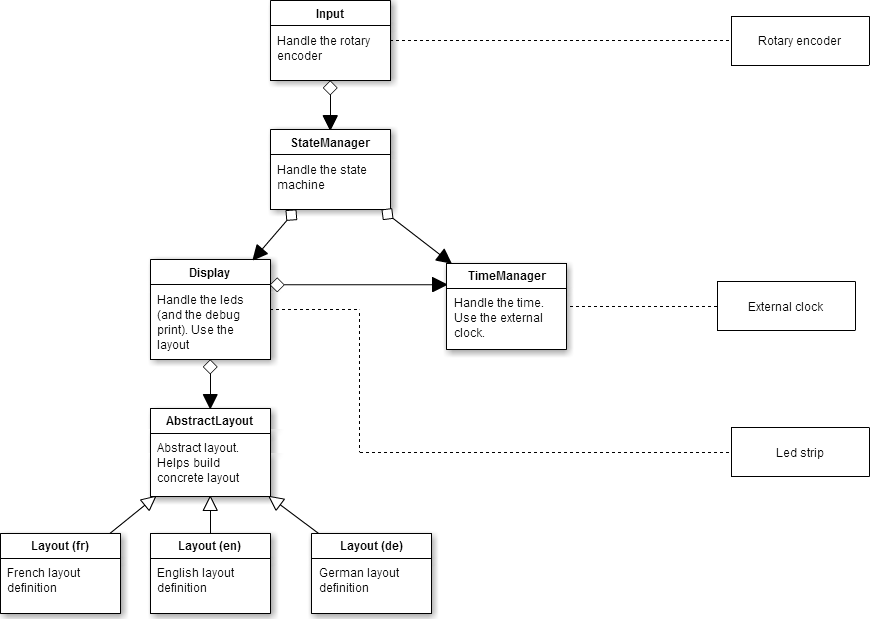 Input
Handle the rotary
encoder
Rotary encoder
StateManager
Handle the state
machine
Display
Handle the leds
(and the debug
print). Use the
layout
TimeManager
Handle the time.
Use the external
clock.
External clock
AbstractLayout
Abstract layout.
Helps build
concrete layout
Led strip
Layout (fr)
French layout
definition
Layout (en)
English layout
definition
Layout (de)
German layout
definition